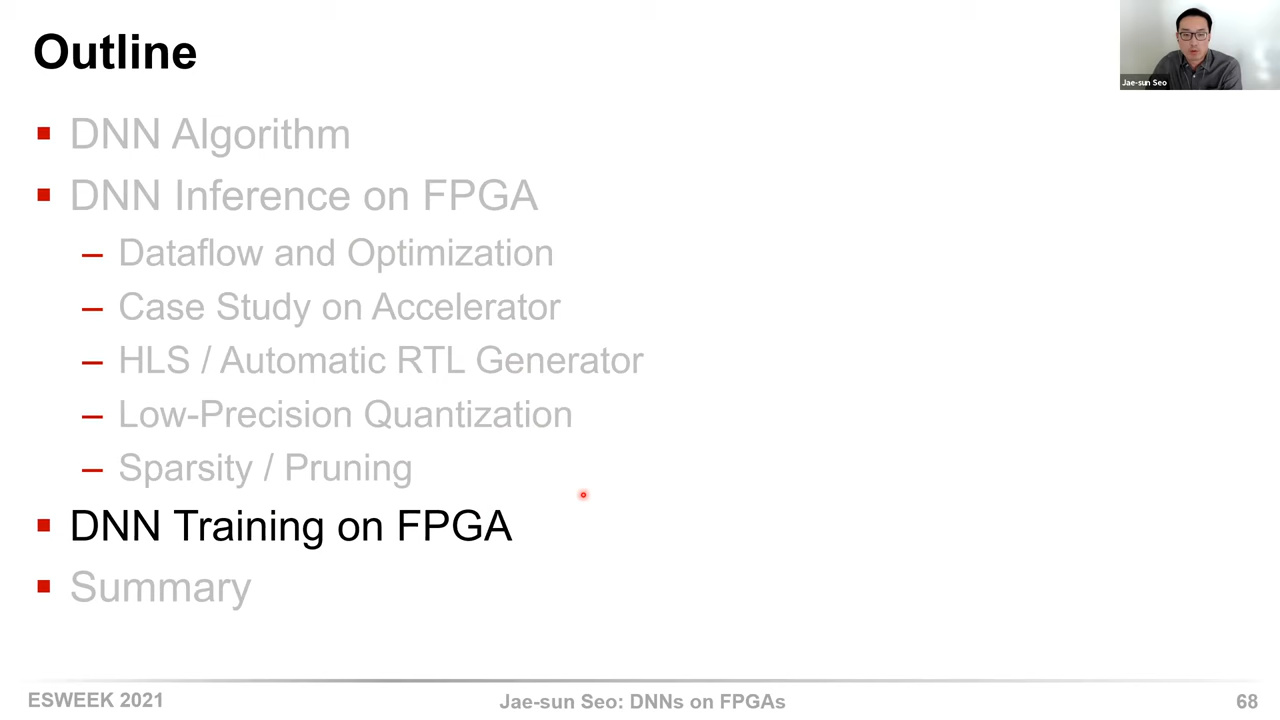 Outline
Jae-sun Seo
DNN Algorithm
DNN Inference on FPGA
– Dataflow and Optimization
– Case Study on Accelerator
– HLS / Automatic RTL Generator
– Low-Precision Quantization
– Sparsity / Pruning
DNN Training on FPGA
Summary
ESWEEK 2021
Jae-sun Seo: DNNs on FPGAs
68